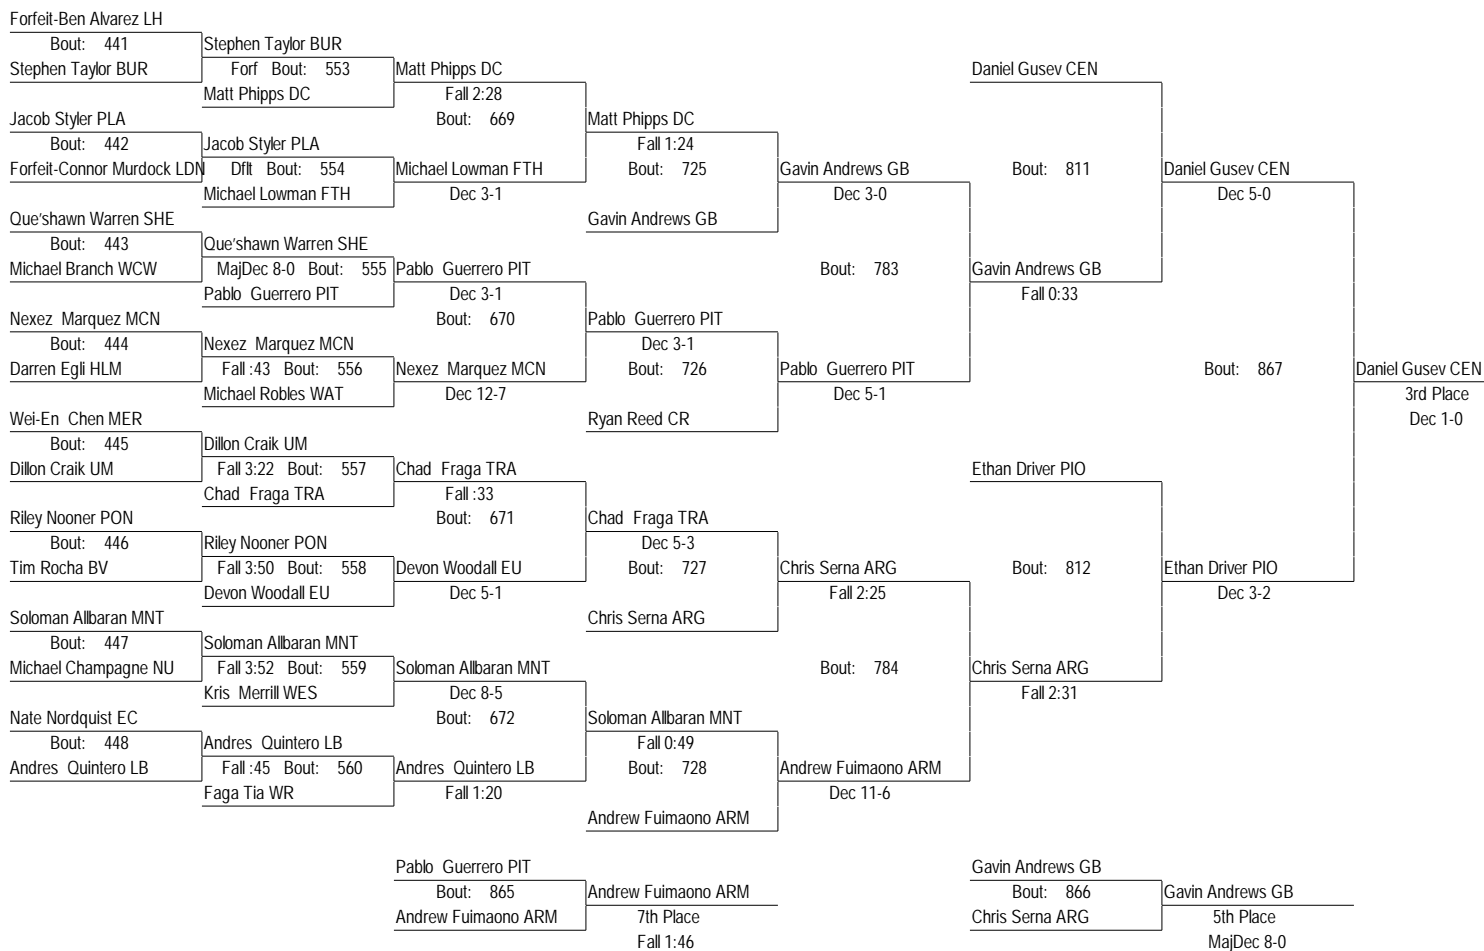 Forfeit-Ben Alvarez LH
Bout: 441 Stephen Taylor BUR
Stephen Taylor BUR Forf Bout: 553 Matt Phipps DC Daniel Gusev CEN
Matt Phipps DC Fall 2:28
Jacob Styler PLA Bout: 669 Matt Phipps DC
Bout: 442 Jacob Styler PLA Fall 1:24
Forfeit-Connor Murdock LDN Dflt Bout: 554 Michael Lowman FTH Bout: 725 Gavin Andrews GB Bout: 811 Daniel Gusev CEN
Michael Lowman FTH Dec 3-1 Dec 3-0 Dec 5-0
Que'shawn Warren SHE Gavin Andrews GB
Bout: 443 Que'shawn Warren SHE
Michael Branch WCW MajDec 8-0 Bout: 555 Pablo Guerrero PIT Bout: 783 Gavin Andrews GB
Pablo Guerrero PIT Dec 3-1 Fall 0:33
Nexez Marquez MCN Bout: 670 Pablo Guerrero PIT
Bout: 444 Nexez Marquez MCN Dec 3-1
Darren Egli HLM Fall :43 Bout: 556 Nexez Marquez MCN Bout: 726 Pablo Guerrero PIT Bout: 867 Daniel Gusev CEN
Michael Robles WAT Dec 12-7 Dec 5-1 3rd Place
Wei-En Chen MER Ryan Reed CR Dec 1-0
Bout: 445 Dillon Craik UM
Dillon Craik UM Fall 3:22 Bout: 557 Chad Fraga TRA Ethan Driver PIO
Chad Fraga TRA Fall :33
Riley Nooner PON Bout: 671 Chad Fraga TRA
Bout: 446 Riley Nooner PON Dec 5-3
Tim Rocha BV Fall 3:50 Bout: 558 Devon Woodall EU Bout: 727 Chris Serna ARG Bout: 812 Ethan Driver PIO
Devon Woodall EU Dec 5-1 Fall 2:25 Dec 3-2
Soloman Allbaran MNT Chris Serna ARG
Bout: 447 Soloman Allbaran MNT
Michael Champagne NU Fall 3:52 Bout: 559 Soloman Allbaran MNT Bout: 784 Chris Serna ARG
Kris Merrill WES Dec 8-5 Fall 2:31
Nate Nordquist EC Bout: 672 Soloman Allbaran MNT
Bout: 448 Andres Quintero LB Fall 0:49
Andres Quintero LB Fall :45 Bout: 560 Andres Quintero LB Bout: 728 Andrew Fuimaono ARM
Faga Tia WR Fall 1:20 Dec 11-6
Andrew Fuimaono ARM
Pablo Guerrero PIT Gavin Andrews GB
Bout: 865 Andrew Fuimaono ARM Bout: 866 Gavin Andrews GB
Andrew Fuimaono ARM 7th Place Chris Serna ARG 5th Place
Fall 1:46 MajDec 8-0